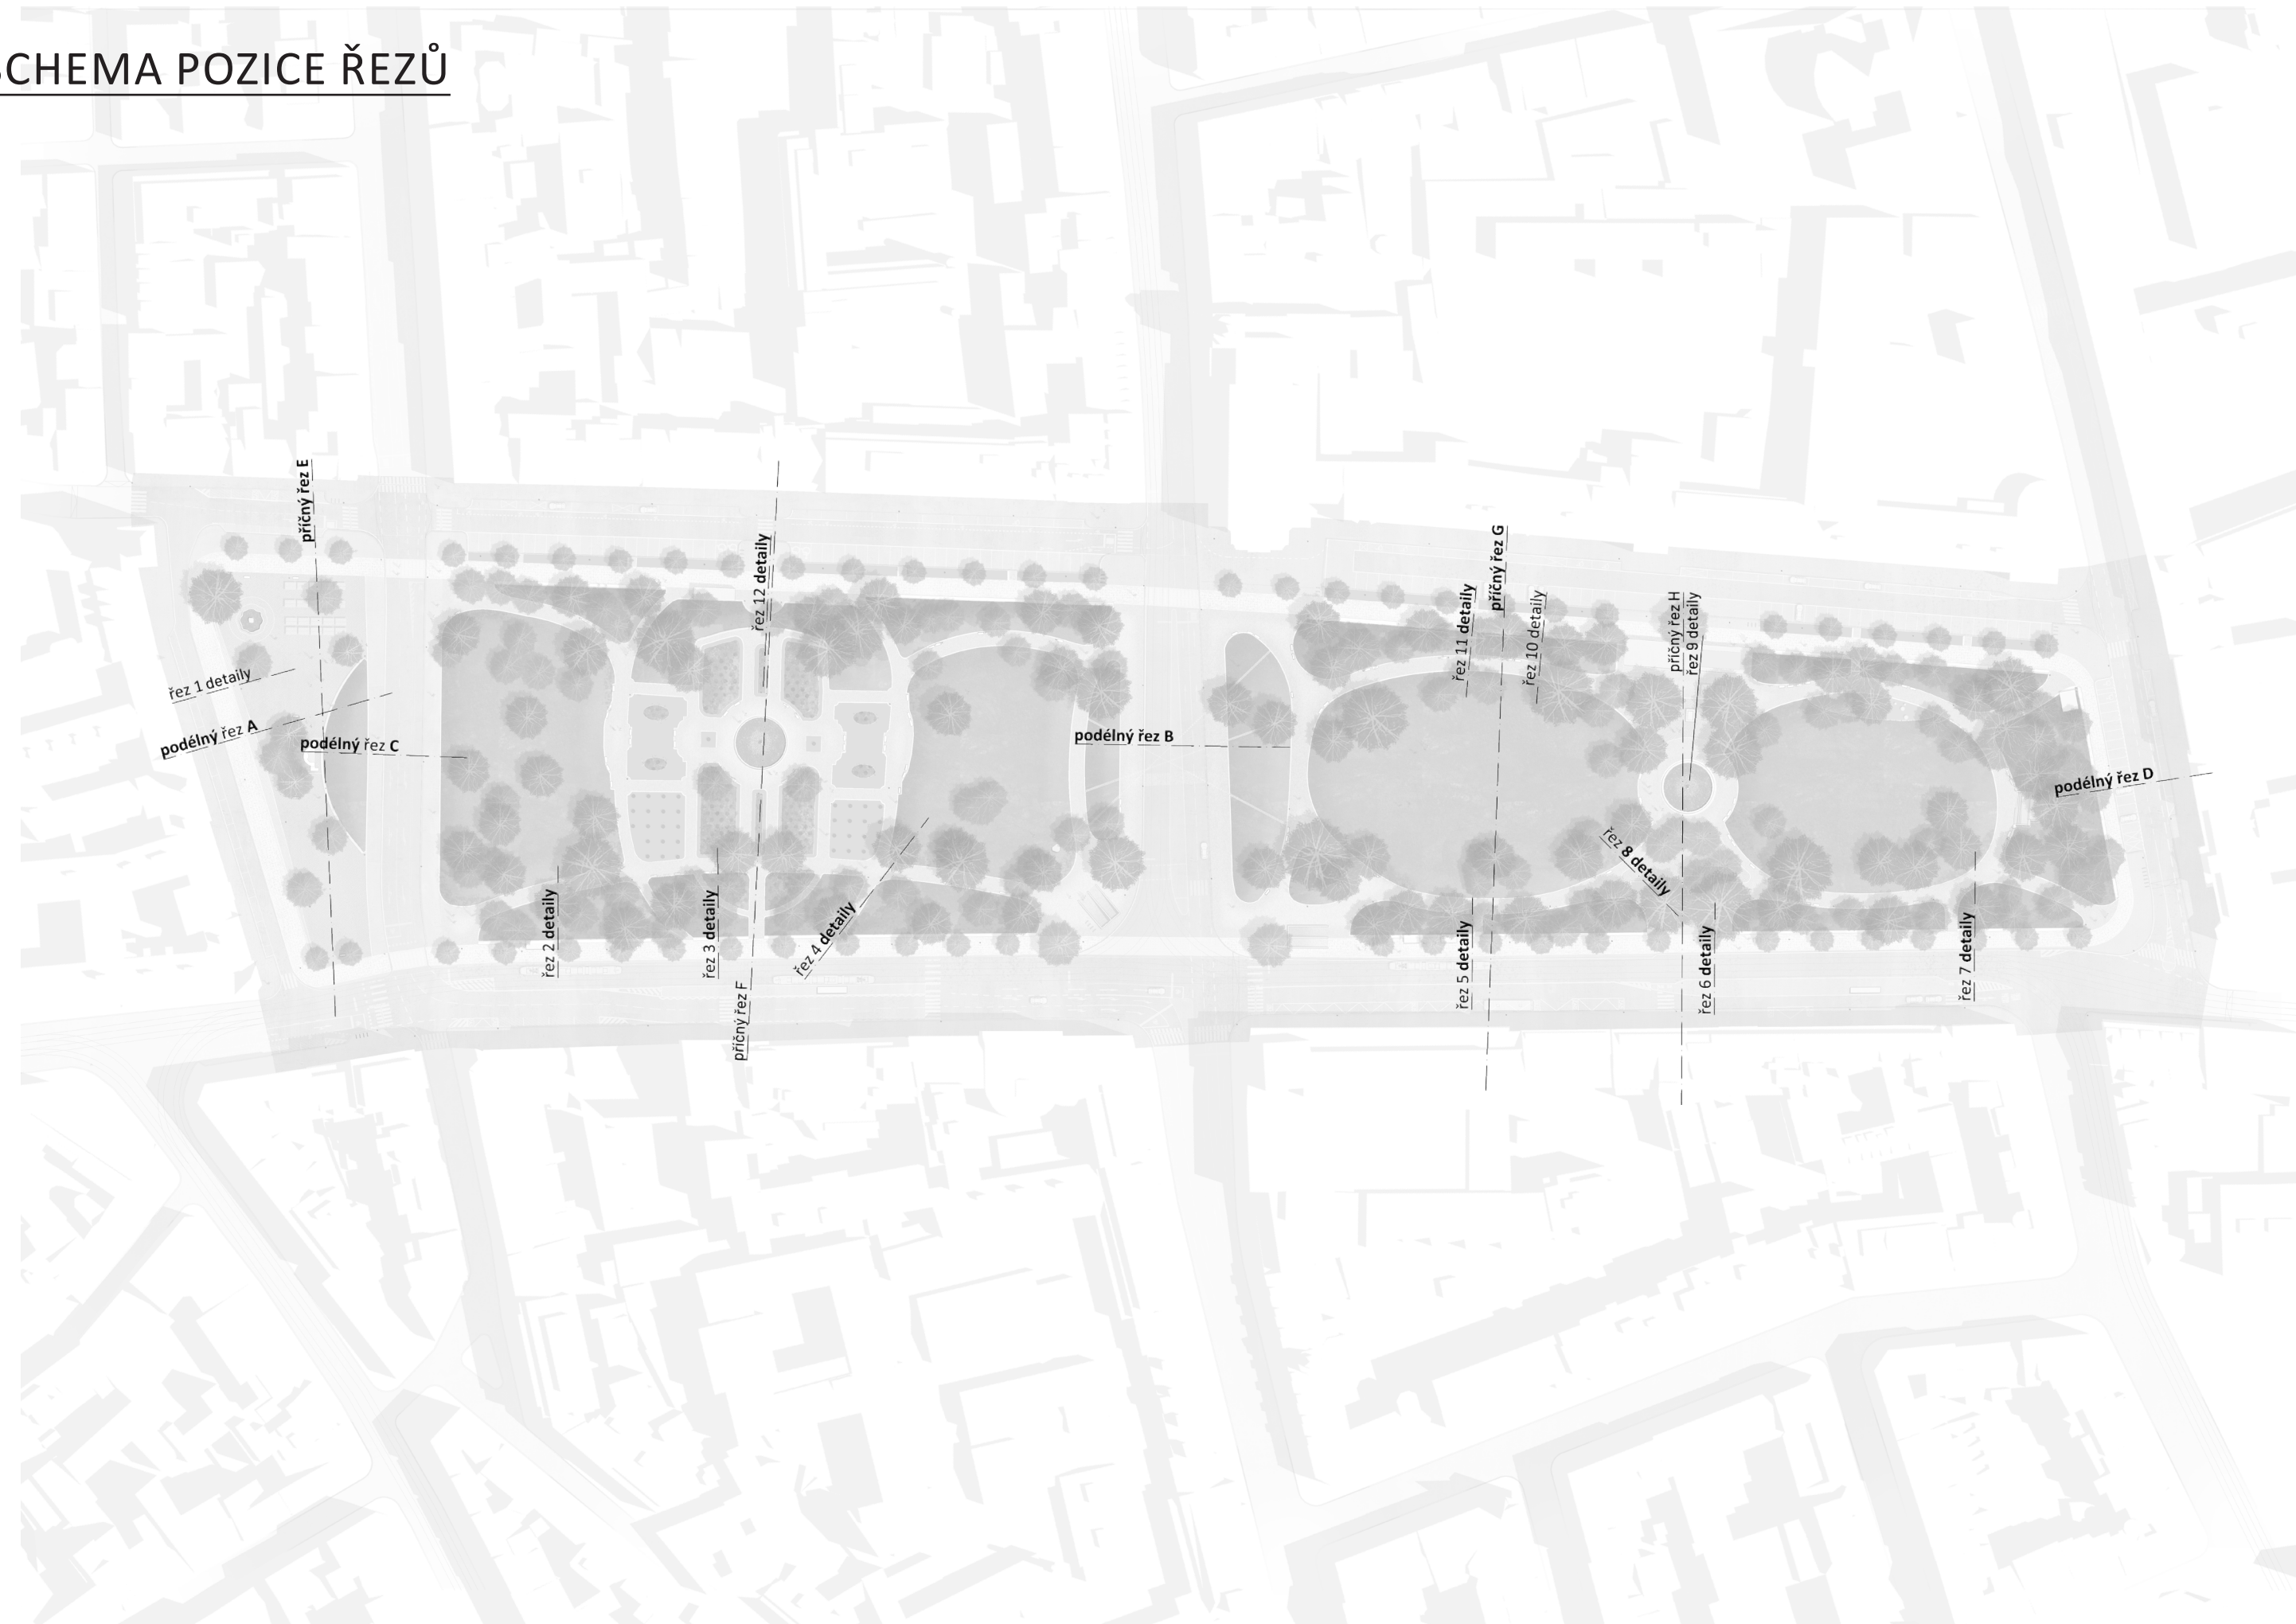 SCHEMA POZICE ŘEZŮ
příčný řez E
řez 12 detaily
příčný řez G
řez 11 detaily
řez 10 detaily
příčný řez H
řez 9 detaily
řez 1 detaily
podélný řez A
podélný řez C
podélný řez B
podélný řez D
řez 8 detaily
řez 2 detaily
řez 3 detaily
řez 4 detaily
řez 5 detaily
řez 6 detaily
řez 7 detaily
příčný řez F